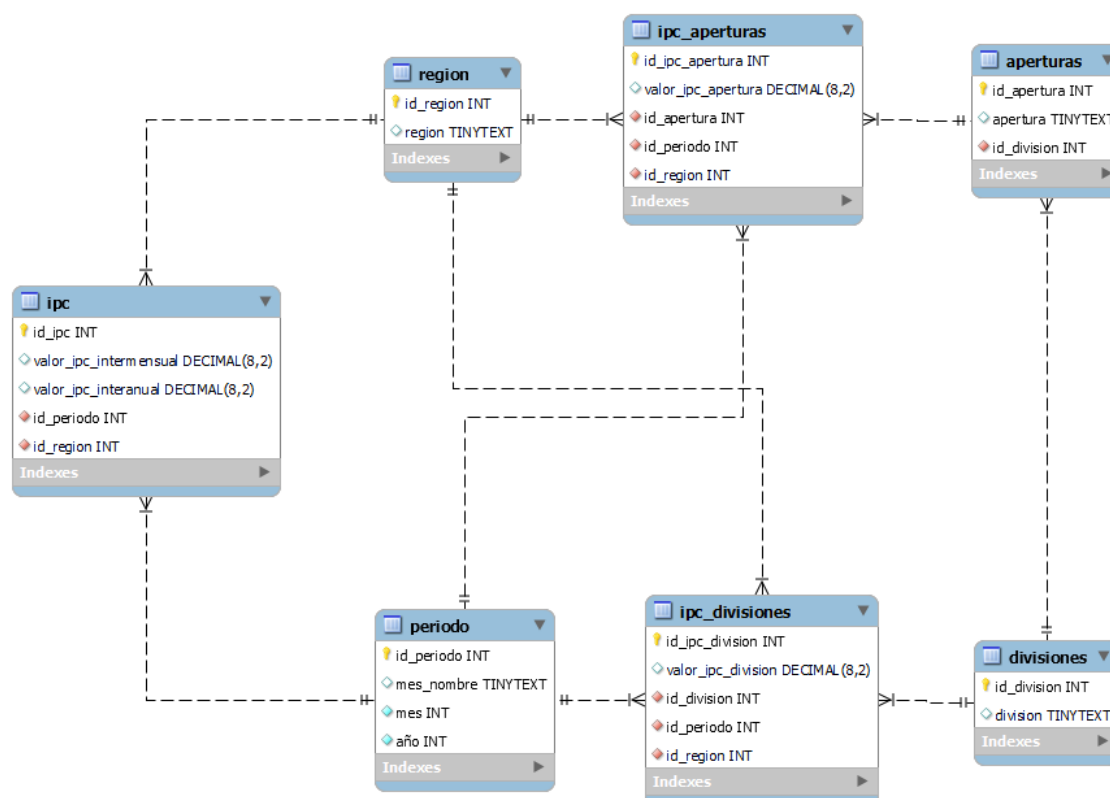 region
id_region INT
region TINYTEXT
Indexes
ipc_aperturas
id_ipc_apertura INT
valor_ipc_apertura DECIMAL(8,2)
id_apertura INT
id_periodo INT
id_region INT
Indexes
aperturas
id_apertura INT
apertura TINYTEXT
id_division INT
Indexes
ipc
id_ipc INT
valor_ipc_intermensual DECIMAL(8,2)
valor_ipc_interanual DECIMAL(8,2)
id_periodo INT
id_region INT
Indexes
periodo
id_periodo INT
mes_nombre TINYTEXT
mes INT
año INT
Indexes
ipc_divisiones
id_ipc_division INT
valor_ipc_division DECIMAL(8,2)
id_division INT
id_periodo INT
id_region INT
Indexes
divisiones
id_division INT
division TINYTEXT
Indexes